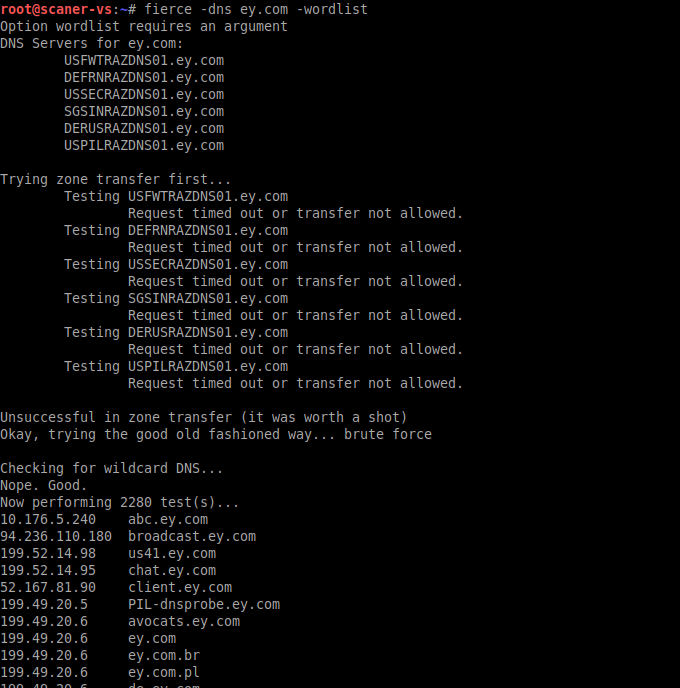 root@scaner-vs:~# fierce -dns ey.com -wordlist
Option wordlist requires an argument
DNS Servers for ey.com:
USFWTRAZDNS01.ey.com
DEFRNRAZDNS01.ey.com
USSECRAZDNS01.ey.com
SGSINRAZDNS01.ey.com
DERUSRAZDNS01.ey.com
USPILRAZDNS01.ey.com
Trying zone transfer first...
Testing USFWTRAZDNS01.ey.com
Request timed out or transfer not allowed.
Testing DEFRNRAZDNS01.ey.com
Request timed out or transfer not allowed.
Testing USSECRAZDNS01.ey.com
Request timed out or transfer not allowed.
Testing SGSINRAZDNS01.ey.com
Request timed out or transfer not allowed.
Testing DERUSRAZDNS01.ey.com
Request timed out or transfer not allowed.
Testing USPILRAZDNS01.ey.com
Request timed out or transfer not allowed.
Unsuccessful in zone transfer (it was worth a shot)
Okay, trying the good old fashioned way... brute force
Checking for wildcard DNS...
Nope. Good.
Now performing 2280 test(s)...
10.176.5.240 abc.ey.com
94.236.110.180 broadcast.ey.com
199.52.14.98 us41.ey.com
199.52.14.95 chat.ey.com
52.167.81.90 client.ey.com
199.49.20.5 PIL-dnsprobe.ey.com
199.49.20.6 avocats.ey.com
199.49.20.6 ey.com
199.49.20.6 ey.com.br
199.49.20.6 ey.com.pl
199.49.20.6